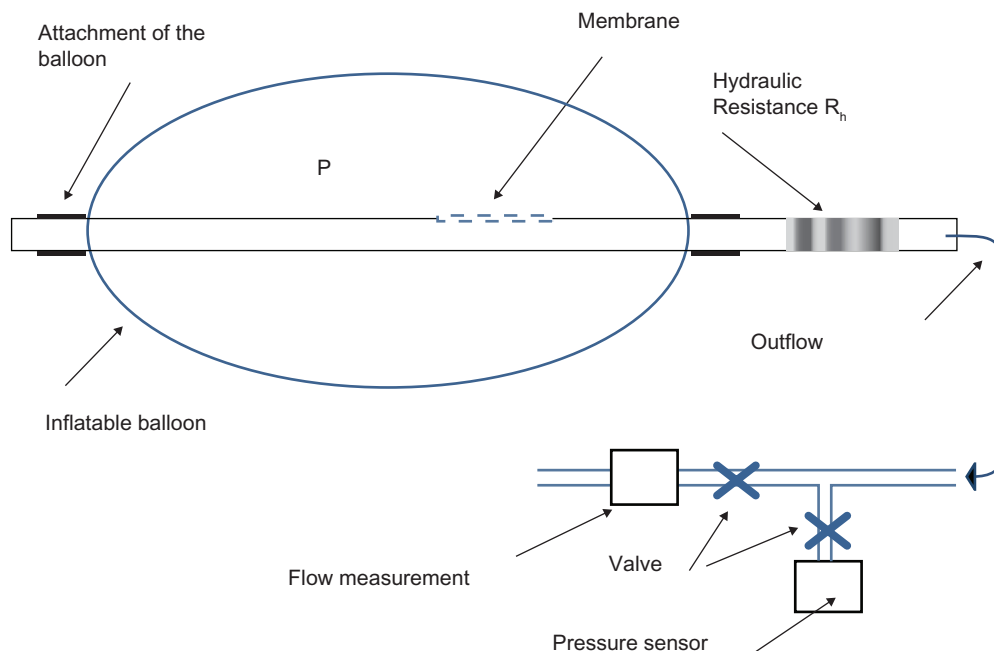 Attachment of the
balloon
Membrane
Hydraulic
Resistance Rₕ
P
Outflow
Inflatable balloon
Flow measurement
Valve
Pressure sensor